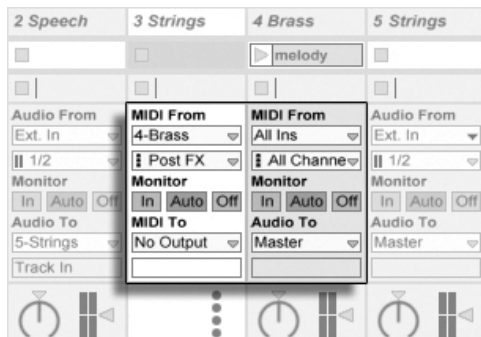 2 Speech 3 Strings 4 Brass 5 Strings
melody
Audio From MIDI From MIDI From Audio From
Ext. In 4-Brass All Ins Ext. In
1/2 Post FX All Channe 1/2
Monitor Monitor Monitor Monitor
In Auto Off In Auto Off In Auto Off In Auto Off
Audio To MIDI To Audio To Audio To
5-Strings No Output Master Master
Track In